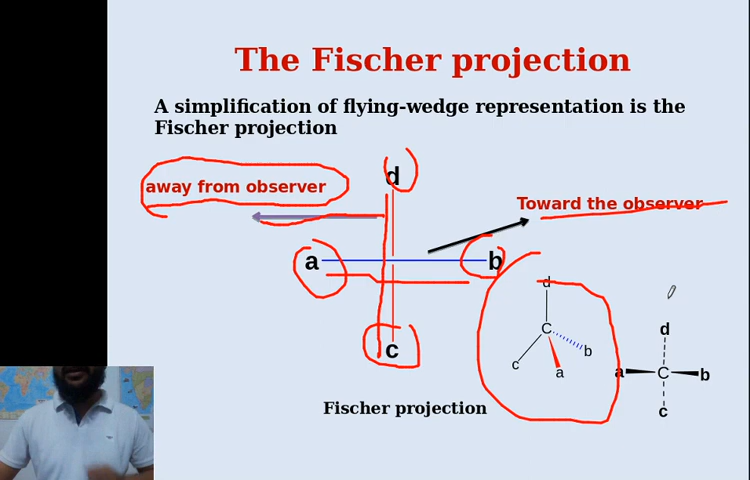 The Fischer projection
A simplification of flying-wedge representation is the
Fischer projection
d
away from observer
Toward the observer
a
b
d
C
b
c
a
d
a
C
b
c
c
Fischer projection